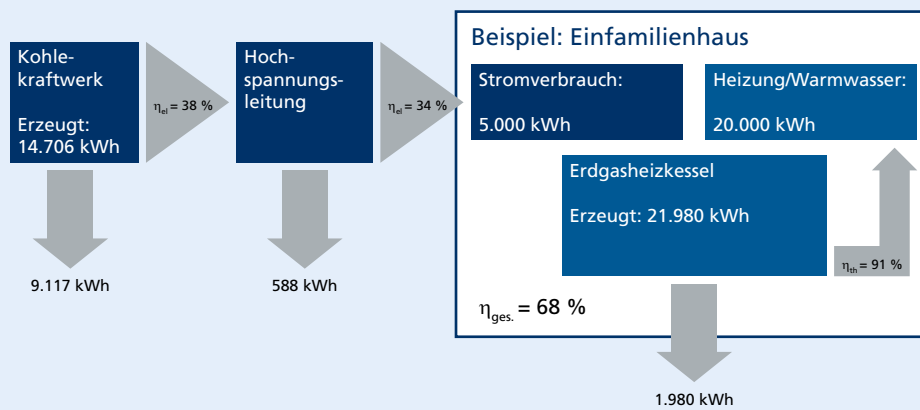 Kohle-
kraftwerk
Erzeugt:
14.706 kWh
ηel = 38 %
9.117 kWh
Hoch-
spannungs-
leitung
ηel = 34 %
588 kWh
Beispiel: Einfamilienhaus
Stromverbrauch:
5.000 kWh
Heizung/Warmwasser:
20.000 kWh
Erdgasheizkessel
Erzeugt: 21.980 kWh
ηth = 91 %
ηges. = 68 %
1.980 kWh